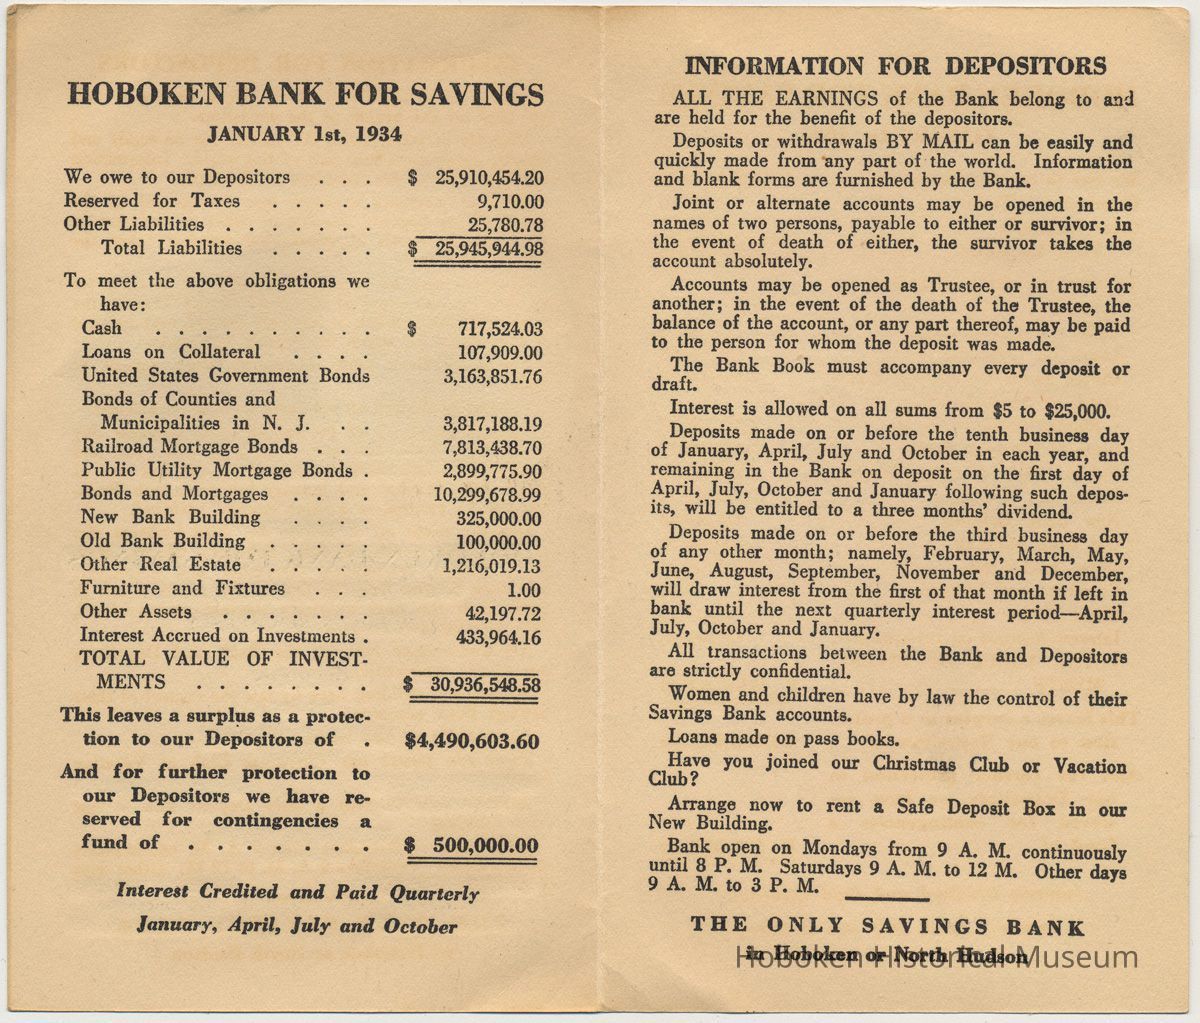 HOBOKEN BANK FOR SAVINGS
JANUARY 1st, 1934
We owe to our Depositors . . . $ 25,910,454.20
Reserved for Taxes . . . . . 9,710.00
Other Liabilities . . . . . . . 25,780.78
Total Liabilities . . . . . $ 25,945,944.98
To meet the above obligations we
have:
Cash . . . . . . . . . . $ 717,524.03
Loans on Collateral . . . . 107,909.00
United States Government Bonds 3,163,851.76
Bonds of Counties and
Municipalities in N. J. . . 3,817,188.19
Railroad Mortgage Bonds . . . 7,813,438.70
Public Utility Mortgage Bonds . 2,899,775.90
Bonds and Mortgages . . . . 10,299,678.99
New Bank Building . . . . 325,000.00
Old Bank Building . . . . . 100,000.00
Other Real Estate . . . . . 1,216,019.13
Furniture and Fixtures . . . 1.00
Other Assets . . . . . . . 42,197.72
Interest Accrued on Investments . 433,964.16
TOTAL VALUE OF INVEST-
MENTS . . . . . . . . $ 30,936,548.58
This leaves a surplus as a protec-
tion to our Depositors of . $4,490,603.60
And for further protection to
our Depositors we have re-
served for contingencies a
fund of . . . . . . . $ 500,000.00
Interest Credited and Paid Quarterly
January, April, July and October
INFORMATION FOR DEPOSITORS
ALL THE EARNINGS of the Bank belong to and
are held for the benefit of the depositors.
Deposits or withdrawals BY MAIL can be easily and
quickly made from any part of the world. Information
and blank forms are furnished by the Bank.
Joint or alternate accounts may be opened in the
names of two persons, payable to either or survivor; in
the event of death of either, the survivor takes the
account absolutely.
Accounts may be opened as Trustee, or in trust for
another; in the event of the death of the Trustee, the
balance of the account, or any part thereof, may be paid
to the person for whom the deposit was made.
The Bank Book must accompany every deposit or
draft.
Interest is allowed on all sums from $5 to $25,000.
Deposits made on or before the tenth business day
of January, April, July and October in each year, and
remaining in the Bank on deposit on the first day of
April, July, October and January following such depos-
its, will be entitled to a three months' dividend.
Deposits made on or before the third business day
of any other month; namely, February, March, May,
June, August, September, November and December,
will draw interest from the first of that month if left in
bank until the next quarterly interest period—April,
July, October and January.
All transactions between the Bank and Depositors
are strictly confidential.
Women and children have by law the control of their
Savings Bank accounts.
Loans made on pass books.
Have you joined our Christmas Club or Vacation
Club?
Arrange now to rent a Safe Deposit Box in our
New Building.
Bank open on Mondays from 9 A. M. continuously
until 8 P. M. Saturdays 9 A. M. to 12 M. Other days
9 A. M. to 3 P. M.
THE ONLY SAVINGS BANK
in Hoboken or North Hudson
Hoboken Historical Museum